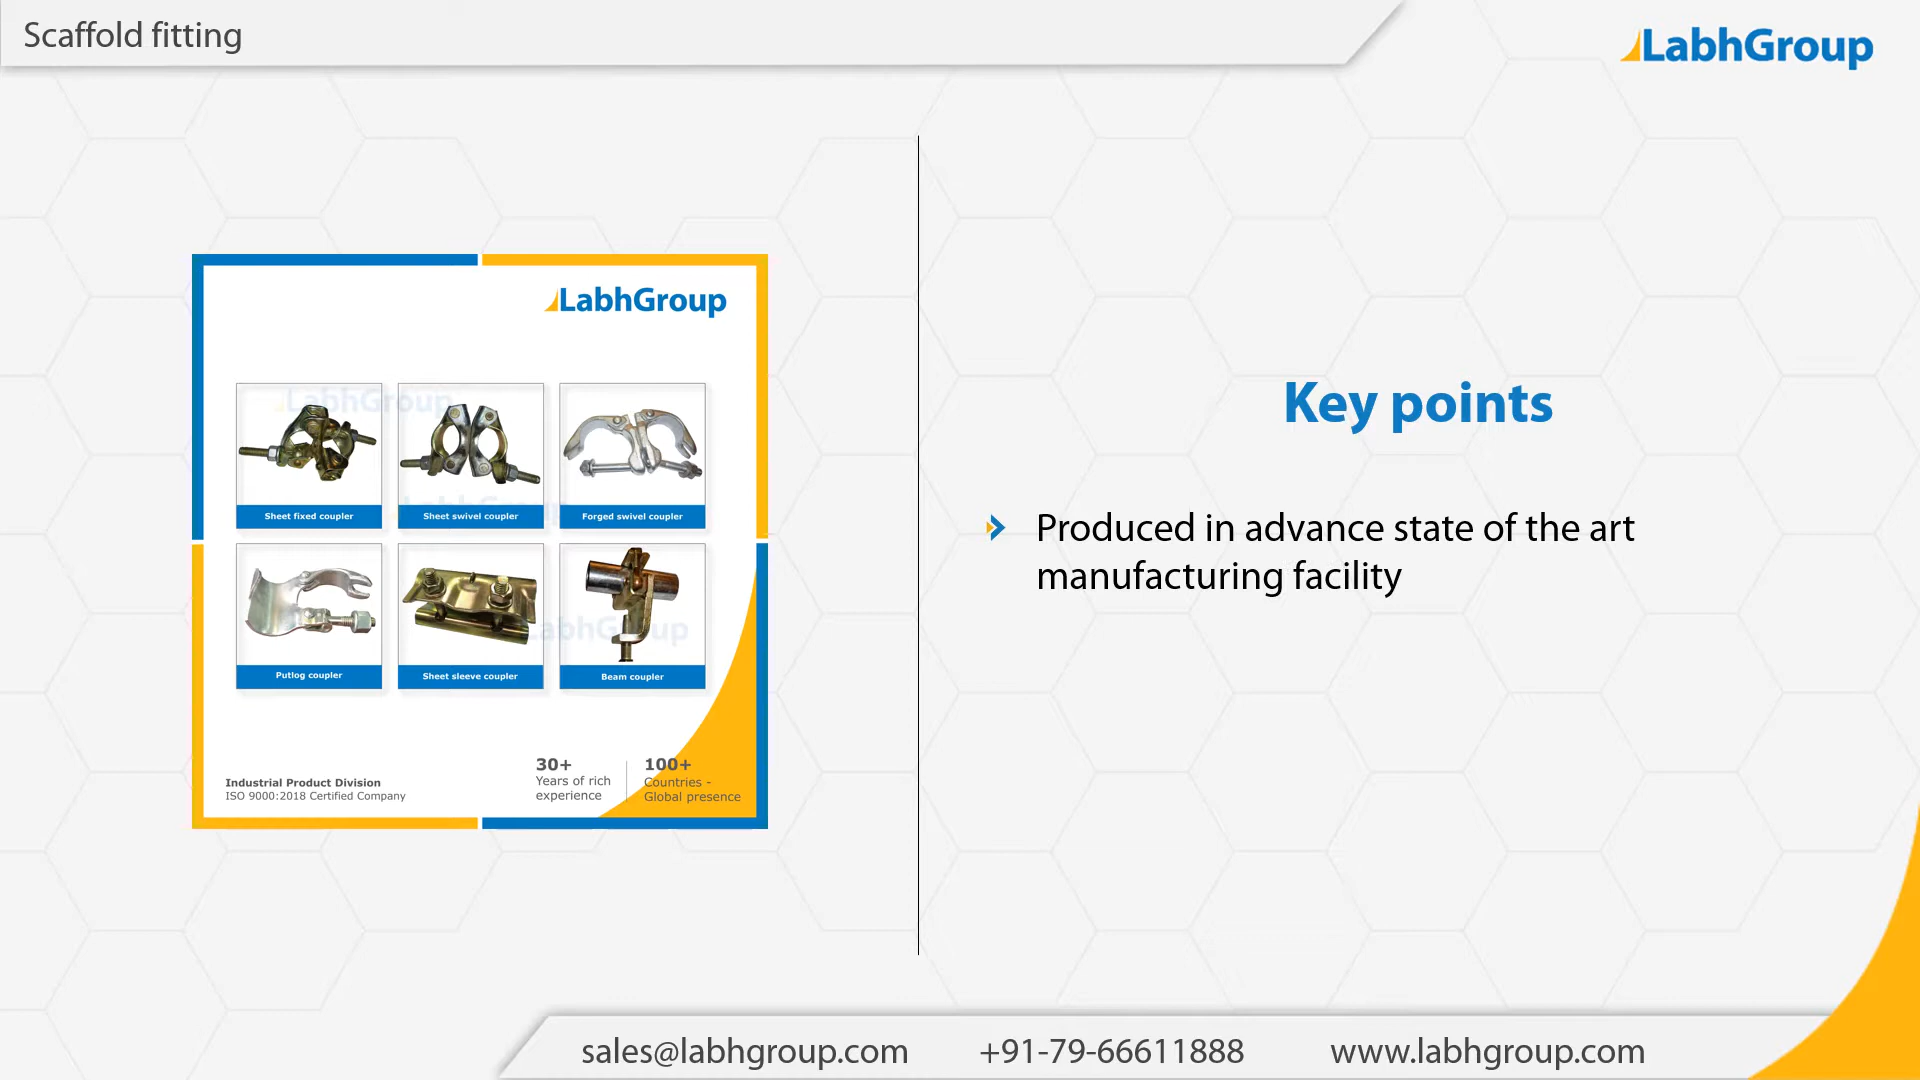 Scaffold fitting
LabhGroup
LabhGroup
LabhGroup
Sheet fixed coupler
Sheet swivel coupler
Forged swivel coupler
LabhGroup
Putlog coupler
Sheet sleeve coupler
Beam coupler
LabhGroup
Industrial Product Division
ISO 9000:2018 Certified Company
30+
Years of rich
experience
100+
Countries -
Global presence
Key points
Produced in advance state of the art
manufacturing facility
sales@labhgroup.com
+91-79-66611888
www.labhgroup.com